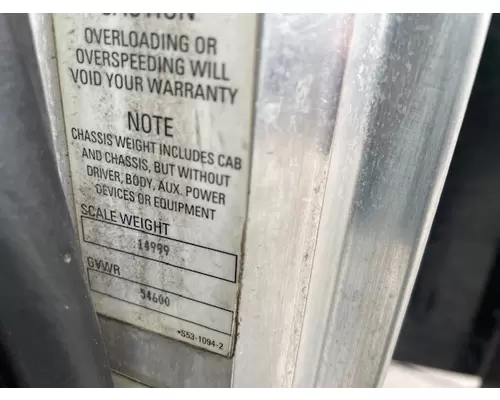 CAUTION
OVERLOADING OR
OVERSPEEDING WILL
VOID YOUR WARRANTY
NOTE
CHASSIS WEIGHT INCLUDES CAB
AND CHASSIS, BUT WITHOUT
DRIVER, BODY, AUX. POWER
DEVICES OR EQUIPMENT
SCALE WEIGHT
14999
GVWR
54600
•S53-1094-2